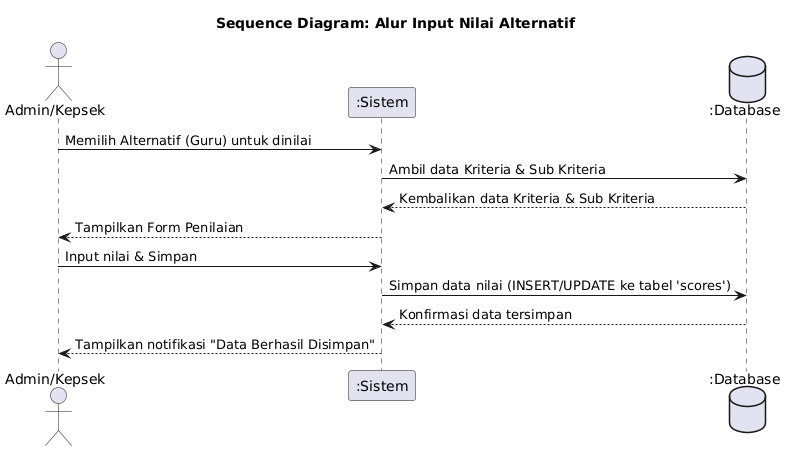 Sequence Diagram: Alur Input Nilai Alternatif
Admin/Kepsek
:Sistem
:Database
Memilih Alternatif (Guru) untuk dinilai
Ambil data Kriteria & Sub Kriteria
Kembalikan data Kriteria & Sub Kriteria
Tampilkan Form Penilaian
Input nilai & Simpan
Simpan data nilai (INSERT/UPDATE ke tabel 'scores')
Konfirmasi data tersimpan
Tampilkan notifikasi "Data Berhasil Disimpan"
Admin/Kepsek
:Sistem
:Database